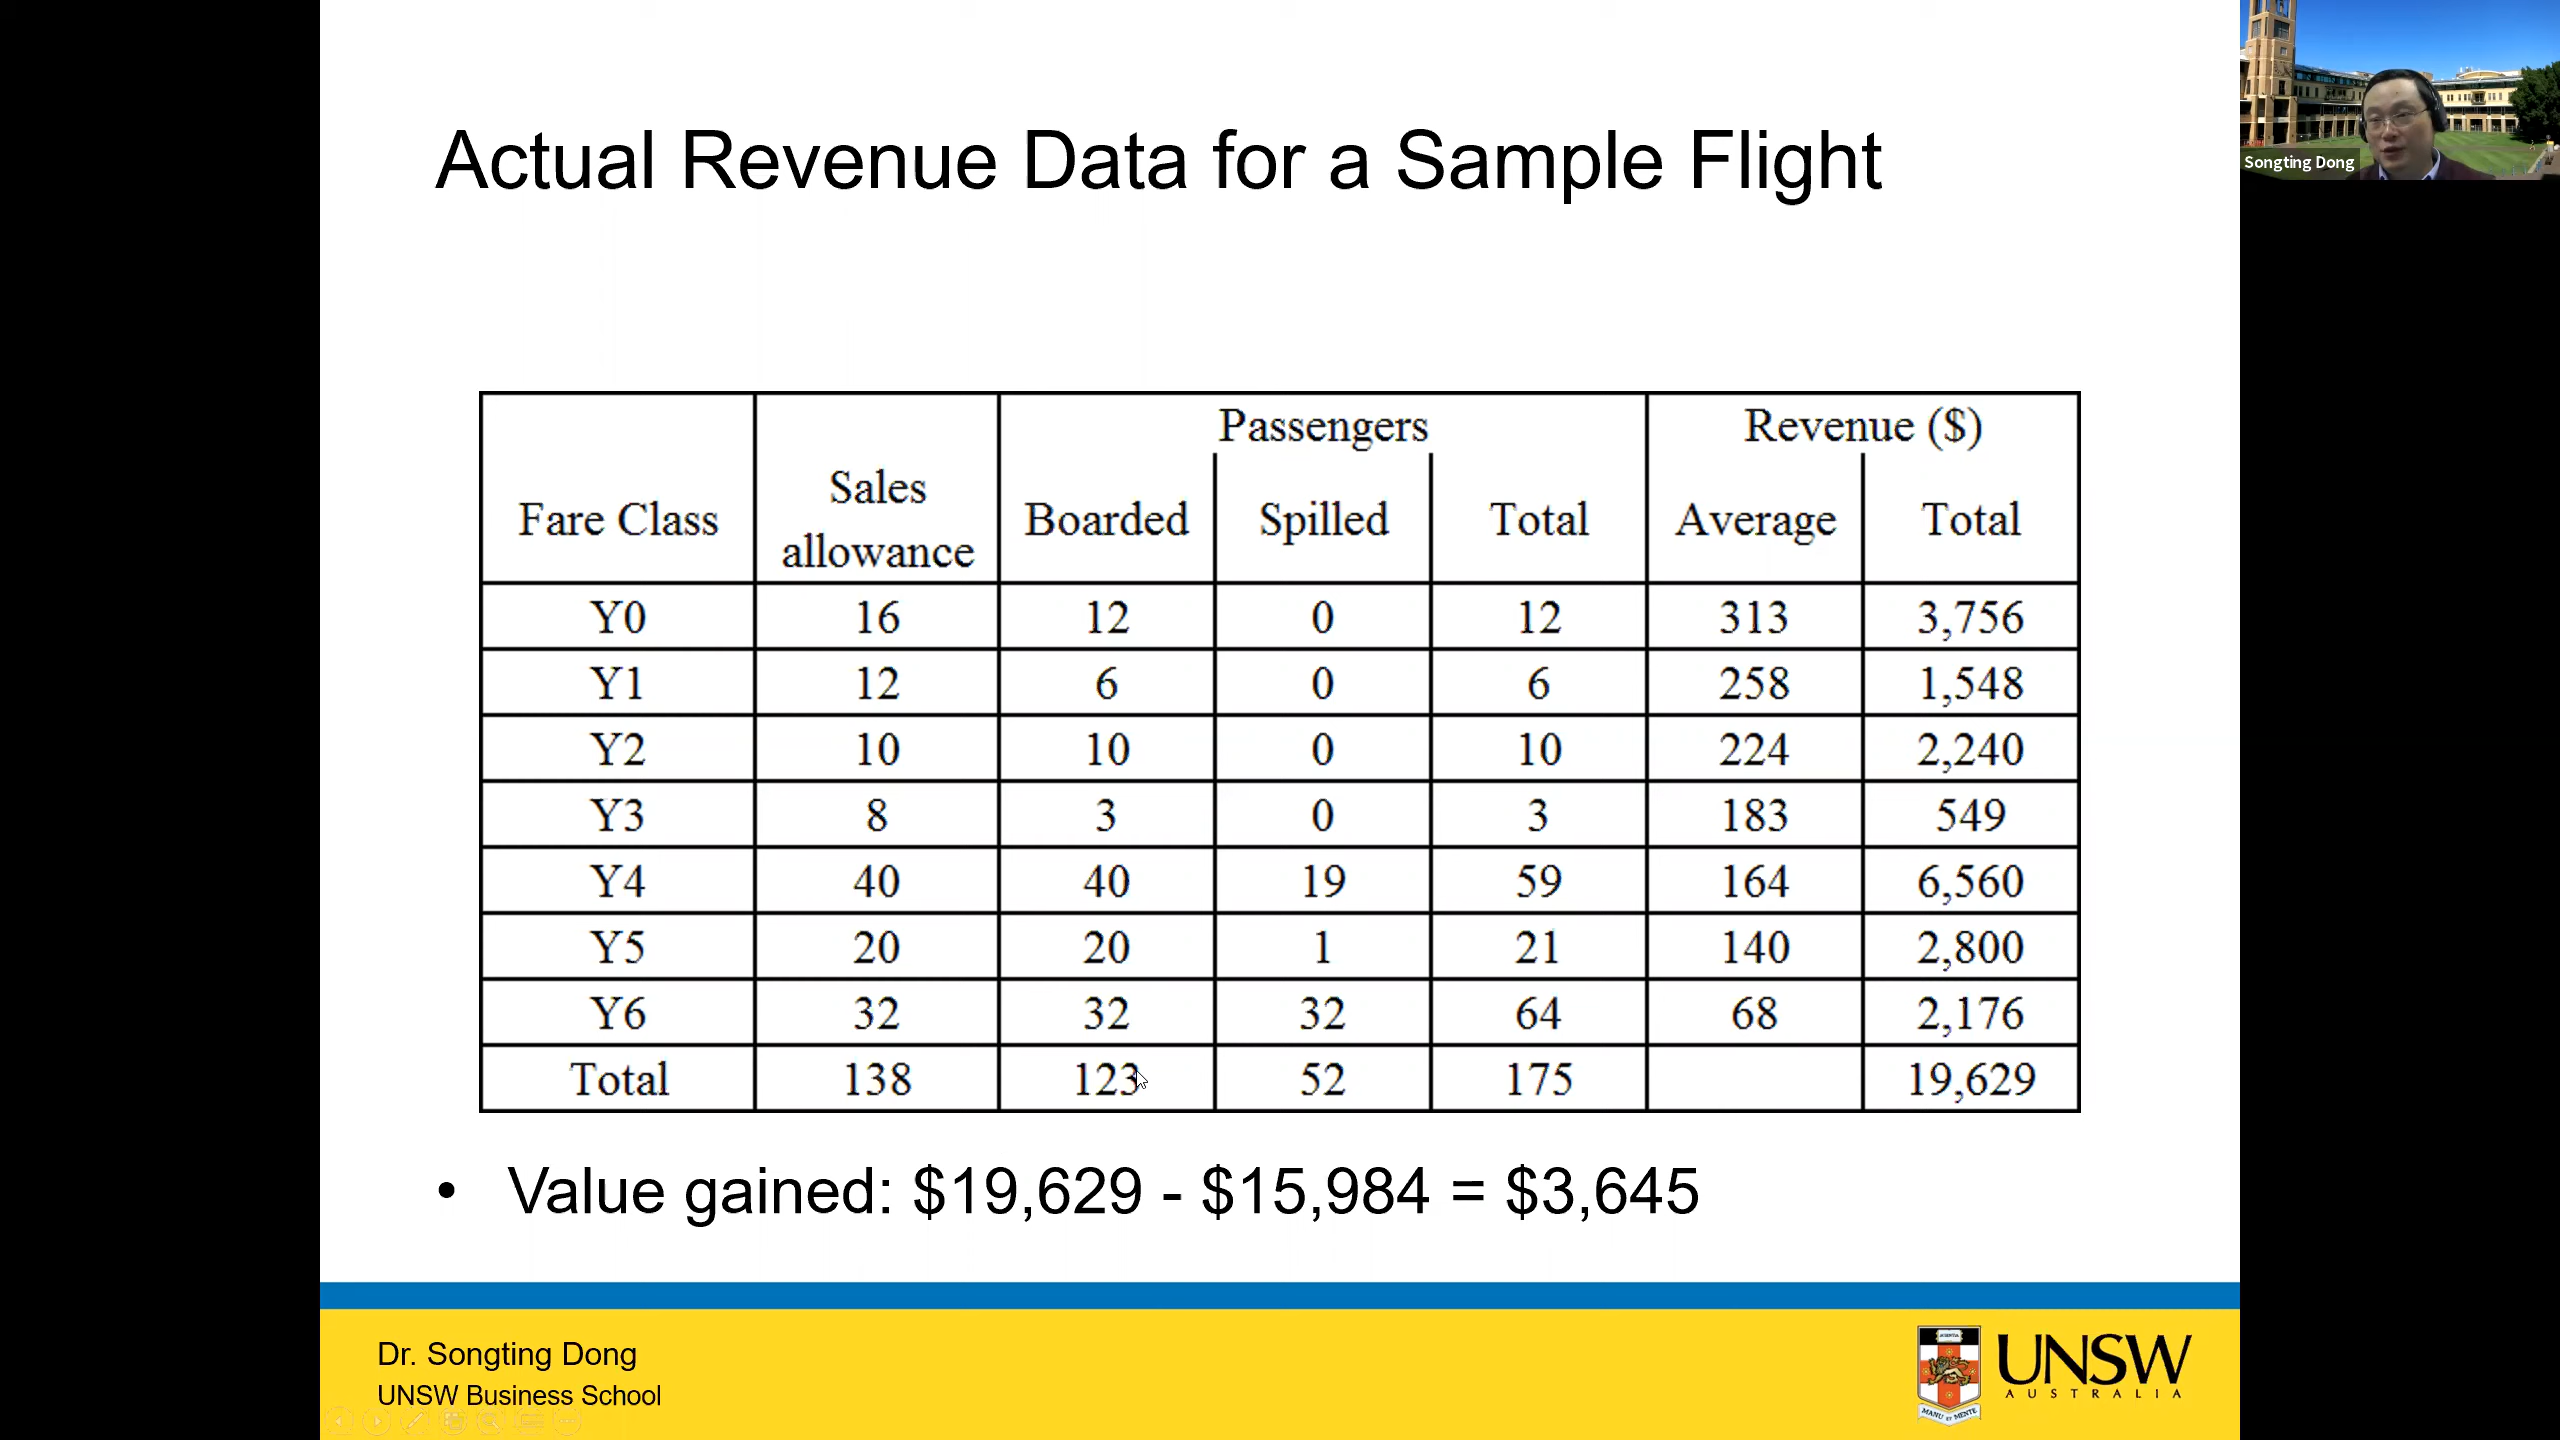 Actual Revenue Data for a Sample Flight
Songting Dong
Passengers Revenue ($)
Fare Class Sales allowance Boarded Spilled Total Average Total
Y0 16 12 0 12 313 3,756
Y1 12 6 0 6 258 1,548
Y2 10 10 0 10 224 2,240
Y3 8 3 0 3 183 549
Y4 40 40 19 59 164 6,560
Y5 20 20 1 21 140 2,800
Y6 32 32 32 64 68 2,176
Total 138 123 52 175 19,629
• Value gained: $19,629 - $15,984 = $3,645
Dr. Songting Dong
UNSW Business School
UNSW
AUSTRALIA
MANU ET MENTE